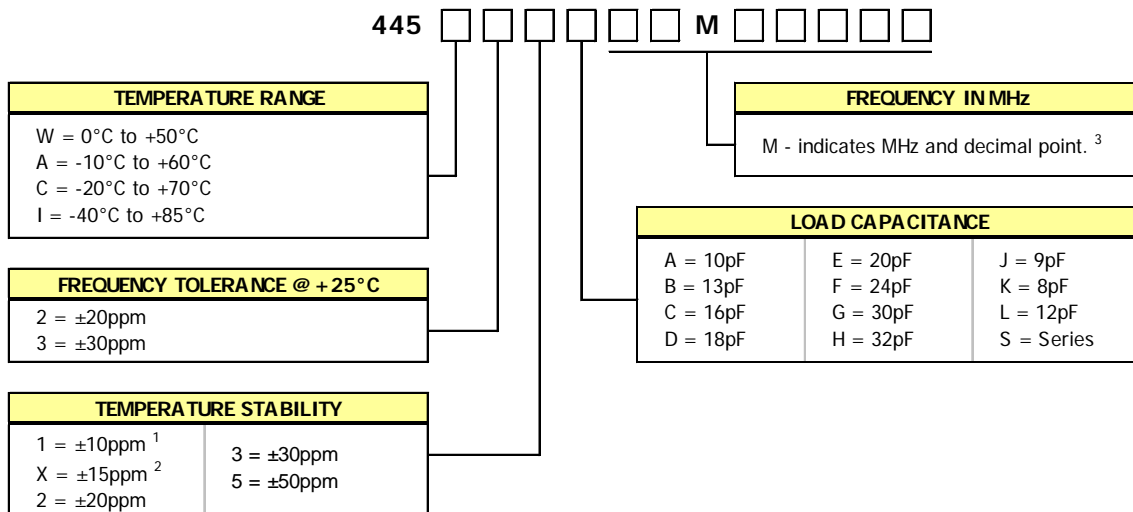 445 □ □ □ □ □ □ M □ □ □ □ □
TEMPERATURE RANGE
W = 0°C to +50°C
A = -10°C to +60°C
C = -20°C to +70°C
I = -40°C to +85°C
FREQUENCY TOLERANCE @ +25°C
2 = ±20ppm
3 = ±30ppm
TEMPERATURE STABILITY
1 = ±10ppm 1
X = ±15ppm 2
2 = ±20ppm
3 = ±30ppm
5 = ±50ppm
FREQUENCY IN MHz
M - indicates MHz and decimal point. 3
LOAD CAPACITANCE
A = 10pF
B = 13pF
C = 16pF
D = 18pF
E = 20pF
F = 24pF
G = 30pF
H = 32pF
J = 9pF
K = 8pF
L = 12pF
S = Series